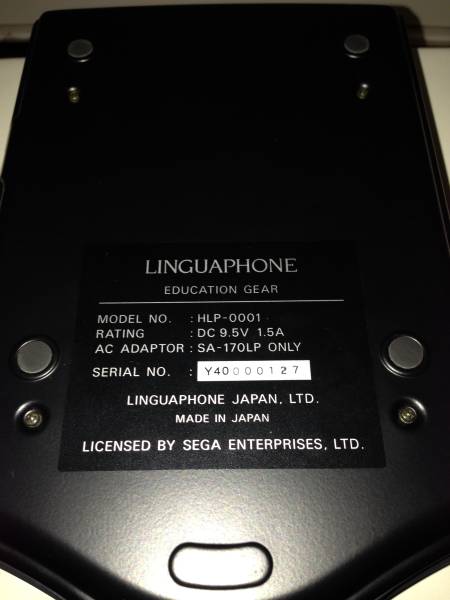 LINGUAPHONE
EDUCATION GEAR
MODEL NO. : HLP-0001
RATING : DC 9.5V 1.5A
AC ADAPTOR : SA-170LP ONLY
SERIAL NO. : Y40000127
LINGUAPHONE JAPAN, LTD.
MADE IN JAPAN
LICENSED BY SEGA ENTERPRISES, LTD.